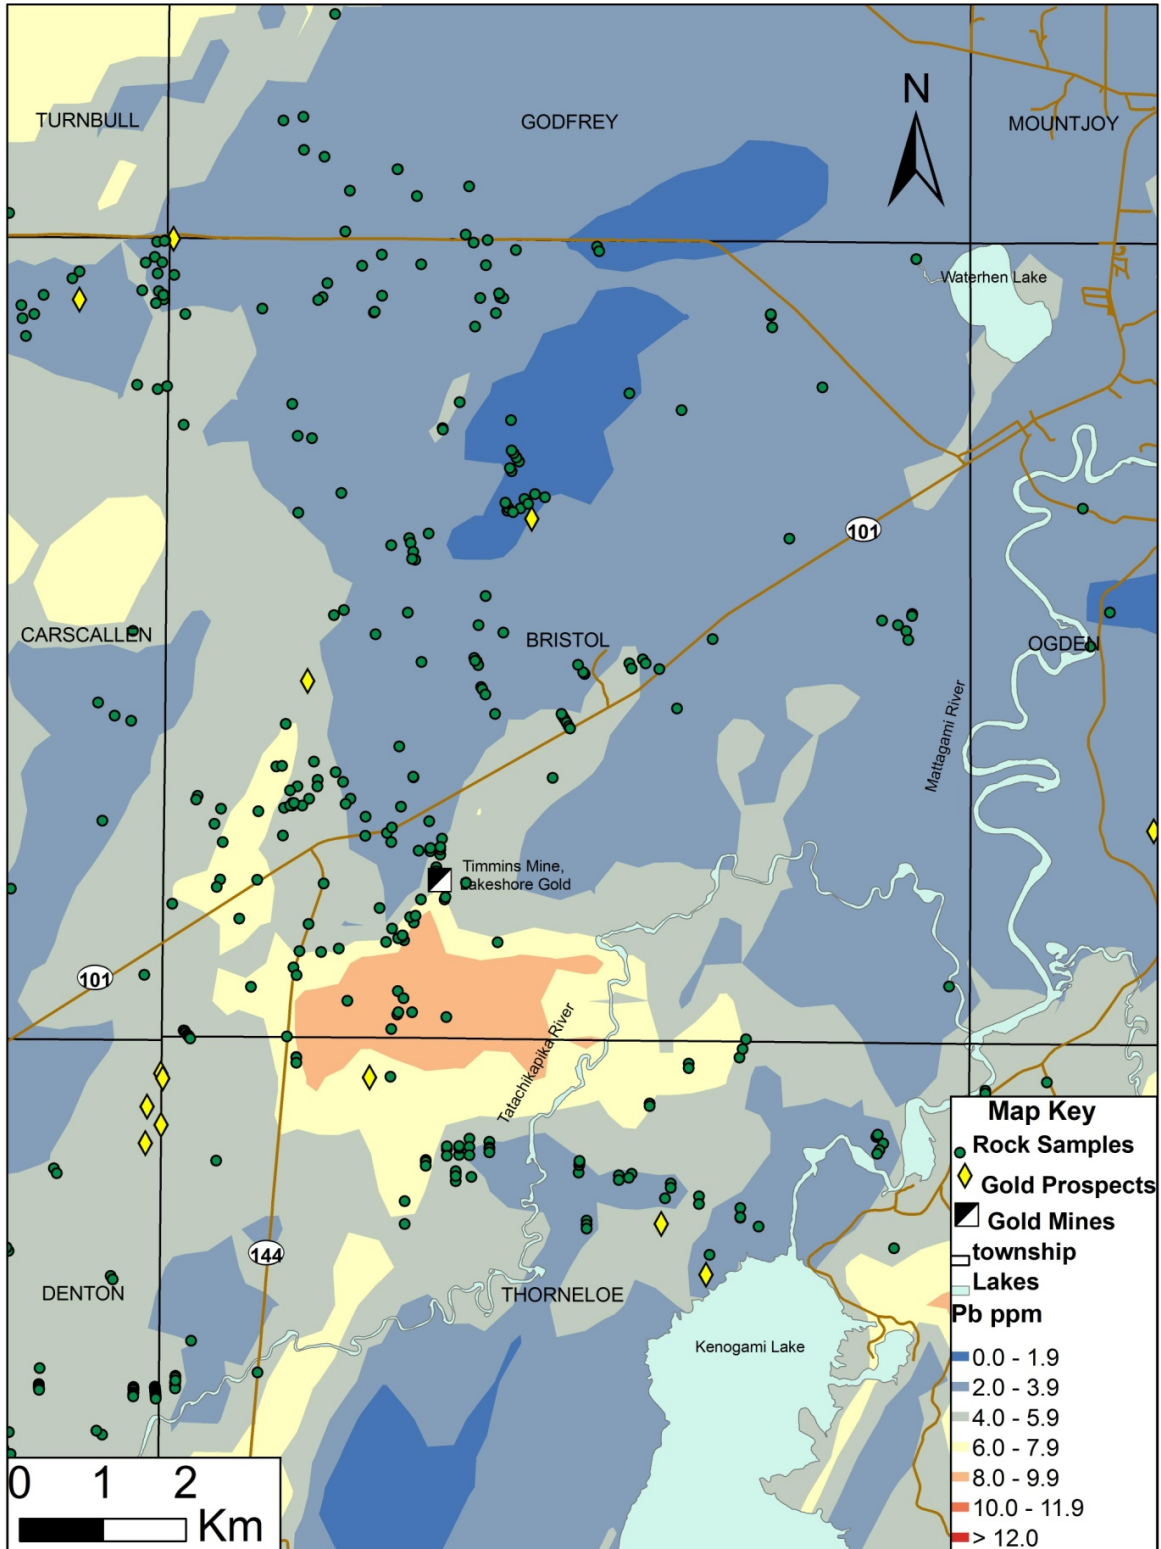 TURNBULL
GODFREY
MOUNTJOY
N
Waterhen Lake
101
CARSCALLEN
BRISTOL
OGDEN
Mattagami River
Timmins Mine,
Lakeshore Gold
101
Tatachikapika River
144
DENTON
THORNELOE
Kenogami Lake
Map Key
Rock Samples
Gold Prospects
Gold Mines
township
Lakes
Pb ppm
0.0 - 1.9
2.0 - 3.9
4.0 - 5.9
6.0 - 7.9
8.0 - 9.9
10.0 - 11.9
> 12.0
0 1 2
Km